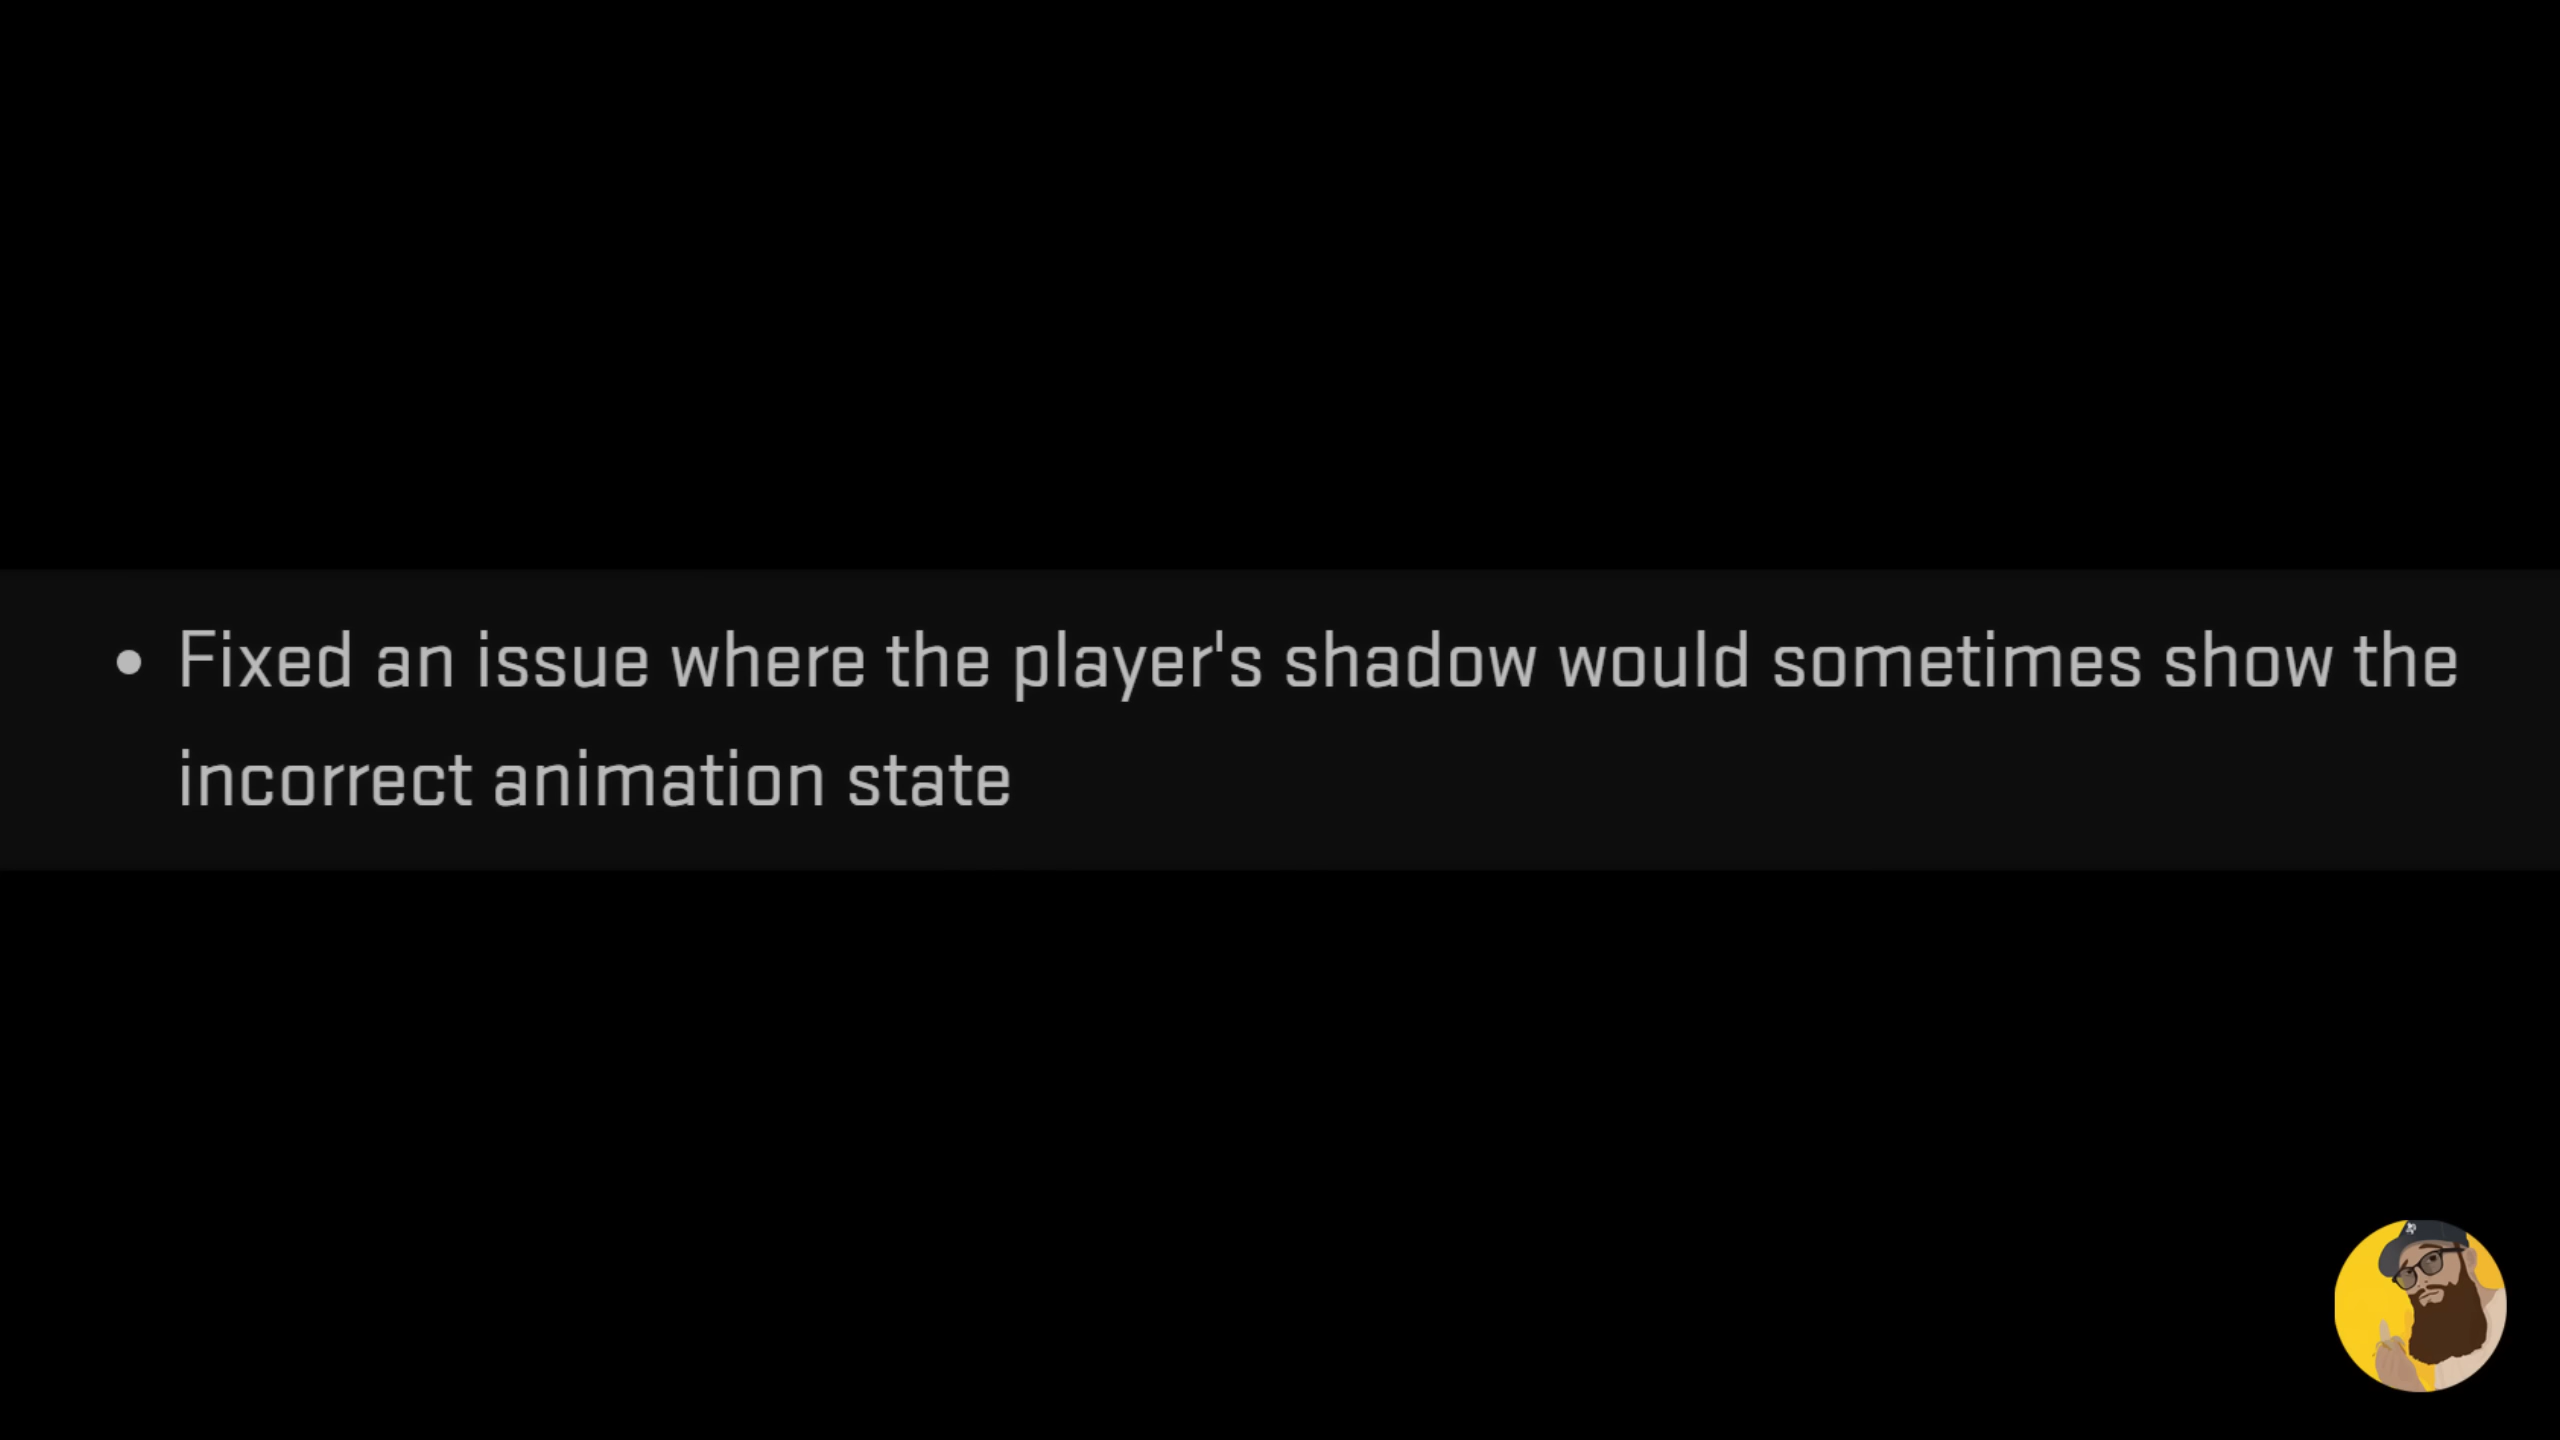 • Fixed an issue where the player's shadow would sometimes show the
incorrect animation state